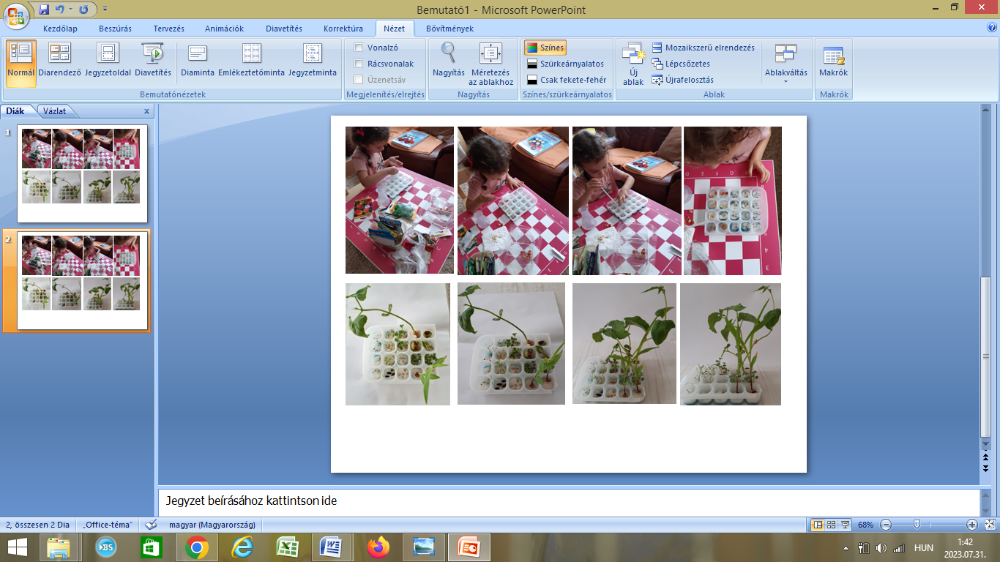 Bemutató1 - Microsoft PowerPoint
Kezdőlap Beszúrás Tervezés Animációk Diavetítés Korrektúra Nézet Bővítmények
Normál Diarendező Jegyzetoldal Diavetítés Diaminta Emlékeztetőminta Jegyzetminta
Bemutatónézetek
Vonalzó
Rácsvonalak
Üzenetsáv
Megjelenítés/elrejtés
Nagyítás Méretezés az ablakhoz
Nagyítás
Színes
Szürkeárnyalatos
Csak fekete-fehér
Színes/szürkeárnyalatos
Új ablak
Mozaikszerű elrendezés
Lépcsőzetes
Újrafelosztás
Ablakváltás
Ablak
Makrók
Makrók
Diák Vázlat x
1
2
Jegyzet beírásához kattintson ide
2, összesen 2 Dia „Office-téma” magyar (Magyarország) 68%
HUN
1:42
2023.07.31.